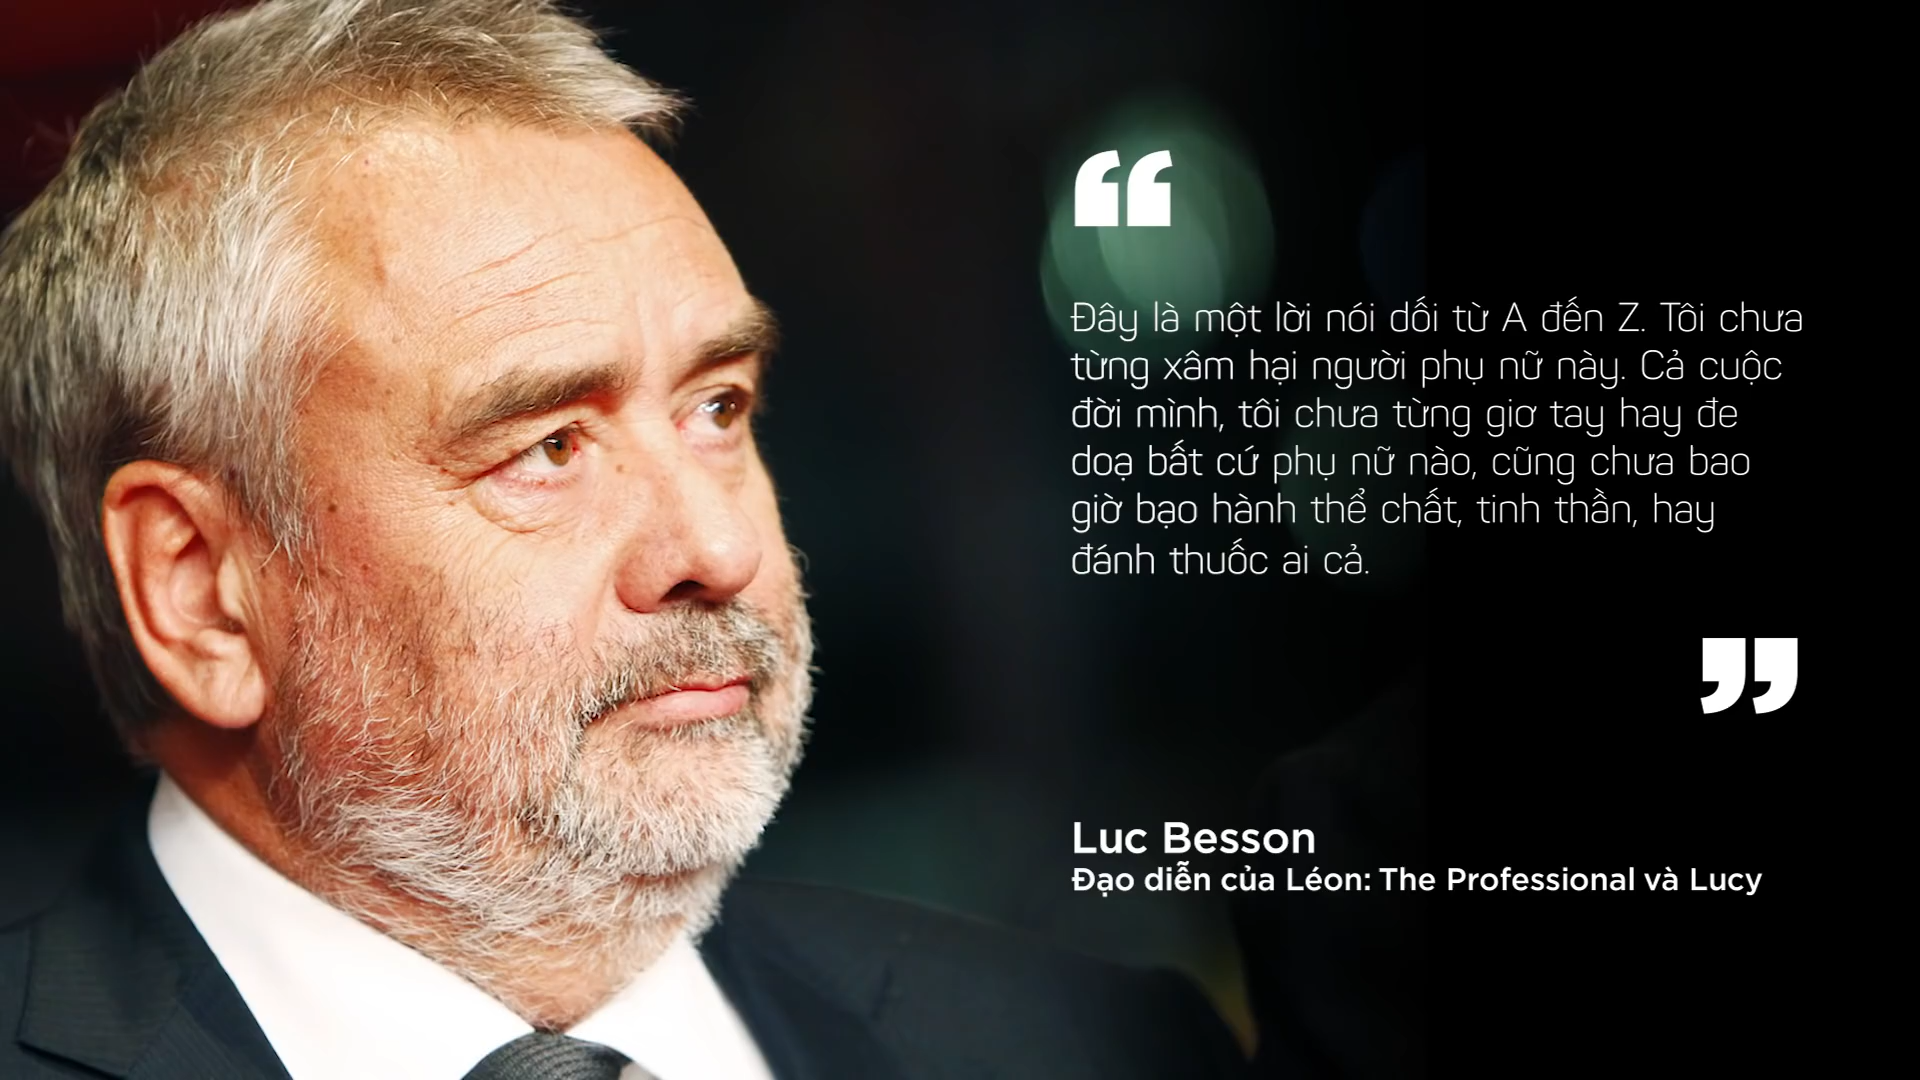 “
Đây là một lời nói dối từ A đến Z. Tôi chưa
từng xâm hại người phụ nữ này. Cả cuộc
đời mình, tôi chưa từng giơ tay hay đe
doạ bất cứ phụ nữ nào, cũng chưa bao
giờ bạo hành thể chất, tinh thần, hay
đánh thuốc ai cả.
”
Luc Besson
Đạo diễn của Léon: The Professional và Lucy